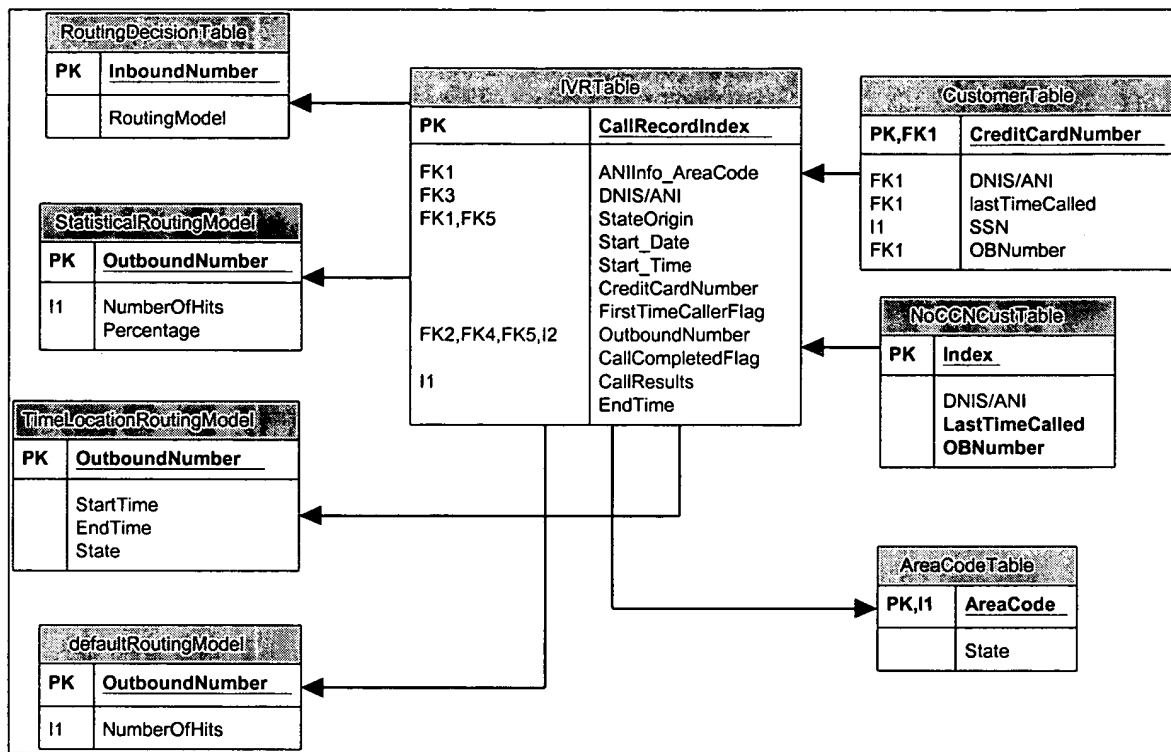 RoutingDecisionTable
PK InboundNumber
RoutingModel
StatisticalRoutingModel
PK OutboundNumber
I1 NumberOfHits
Percentage
TimeLocationRoutingModel
PK OutboundNumber
StartTime
EndTime
State
defaultRoutingModel
PK OutboundNumber
I1 NumberOfHits
IVRTable
PK CallRecordIndex
FK1 ANIInfo_AreaCode
FK3 DNIS/ANI
FK1,FK5 StateOrigin
Start_Date
Start_Time
CreditCardNumber
FirstTimeCallerFlag
FK2,FK4,FK5,I2 OutboundNumber
CallCompletedFlag
I1 CallResults
EndTime
CustomerTable
PK,FK1 CreditCardNumber
FK1 DNIS/ANI
FK1 lastTimeCalled
I1 SSN
FK1 OBNumber
NoCCNCustTable
PK Index
DNIS/ANI
LastTimeCalled
OBNumber
AreaCodeTable
PK,I1 AreaCode
State